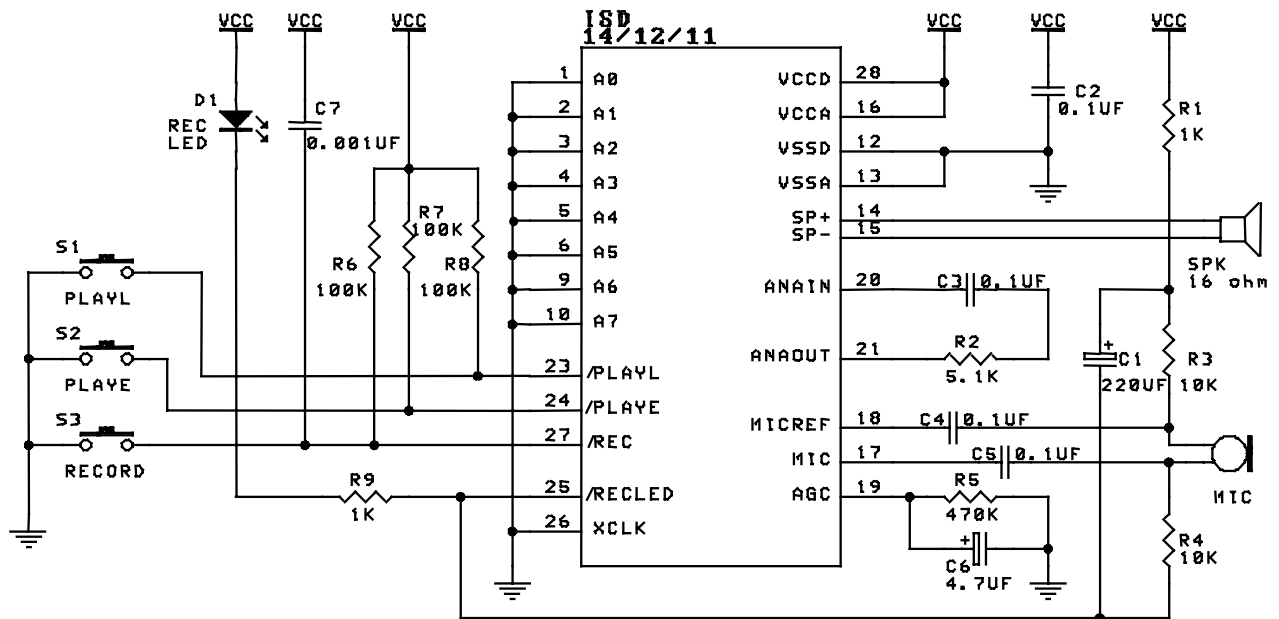 VCC
VCC
VCC
ISD
14/12/11
VCC
VCC
VCC
D1
REC
LED
C7
0.001UF
1 A0
2 A1
3 A2
4 A3
5 A4
6 A5
9 A6
10 A7
23 /PLAYL
24 /PLAYE
27 /REC
25 /RECLED
26 XCLK
VCCD 28
VCCA 16
VSSD 12
VSSA 13
SP+ 14
SP- 15
ANAIN 20
ANAOUT 21
MICREF 18
MIC 17
AGC 19
C2
0.1UF
R1
1K
R7
100K
R6
100K
R8
100K
S1
PLAYL
S2
PLAYE
S3
RECORD
R9
1K
SPK
16 ohm
C3 0.1UF
R2
5.1K
+
C1
220UF
R3
10K
C4 0.1UF
C5 0.1UF
MIC
R5
470K
+
C6
4.7UF
R4
10K